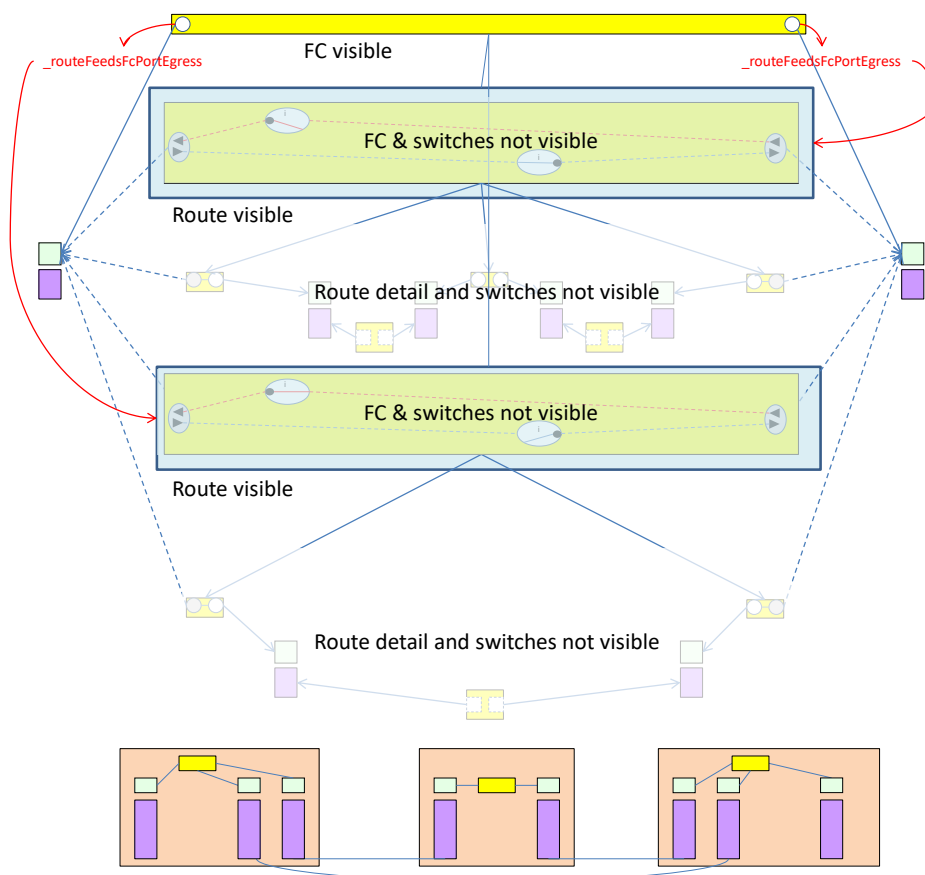 FC visible
_routeFeedsFcPortEgress
_routeFeedsFcPortEgress
FC & switches not visible
Route visible
Route detail and switches not visible
FC & switches not visible
Route visible
Route detail and switches not visible